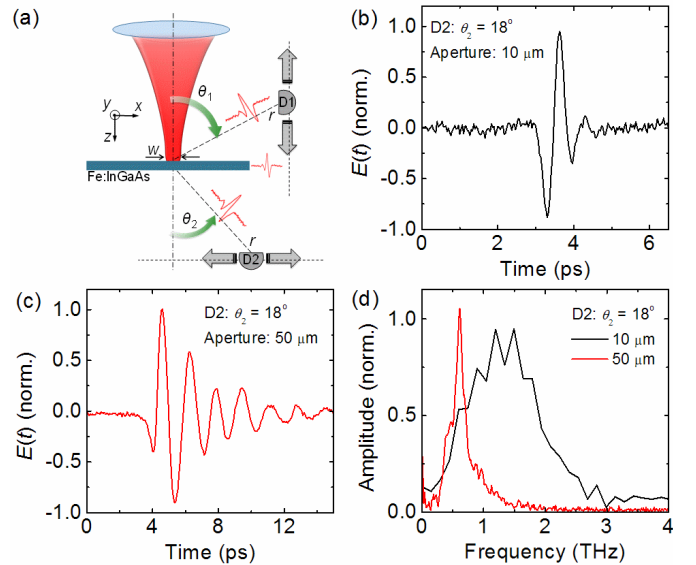 (a)
θ₁
D1
r
y
x
z
W
Fe:InGaAs
θ₂
r
D2
(b)
D2: θ₂ = 18°
Aperture: 10 μm
E(t) (norm.)
1.0
0.5
0.0
-0.5
-1.0
0
2
4
6
Time (ps)
(c)
D2: θ₂ = 18°
Aperture: 50 μm
E(t) (norm.)
1.0
0.5
0.0
-0.5
-1.0
0
4
8
12
Time (ps)
(d)
D2: θ₂ = 18°
10 μm
50 μm
Amplitude (norm.)
1.0
0.5
0.0
0
1
2
3
4
Frequency (THz)